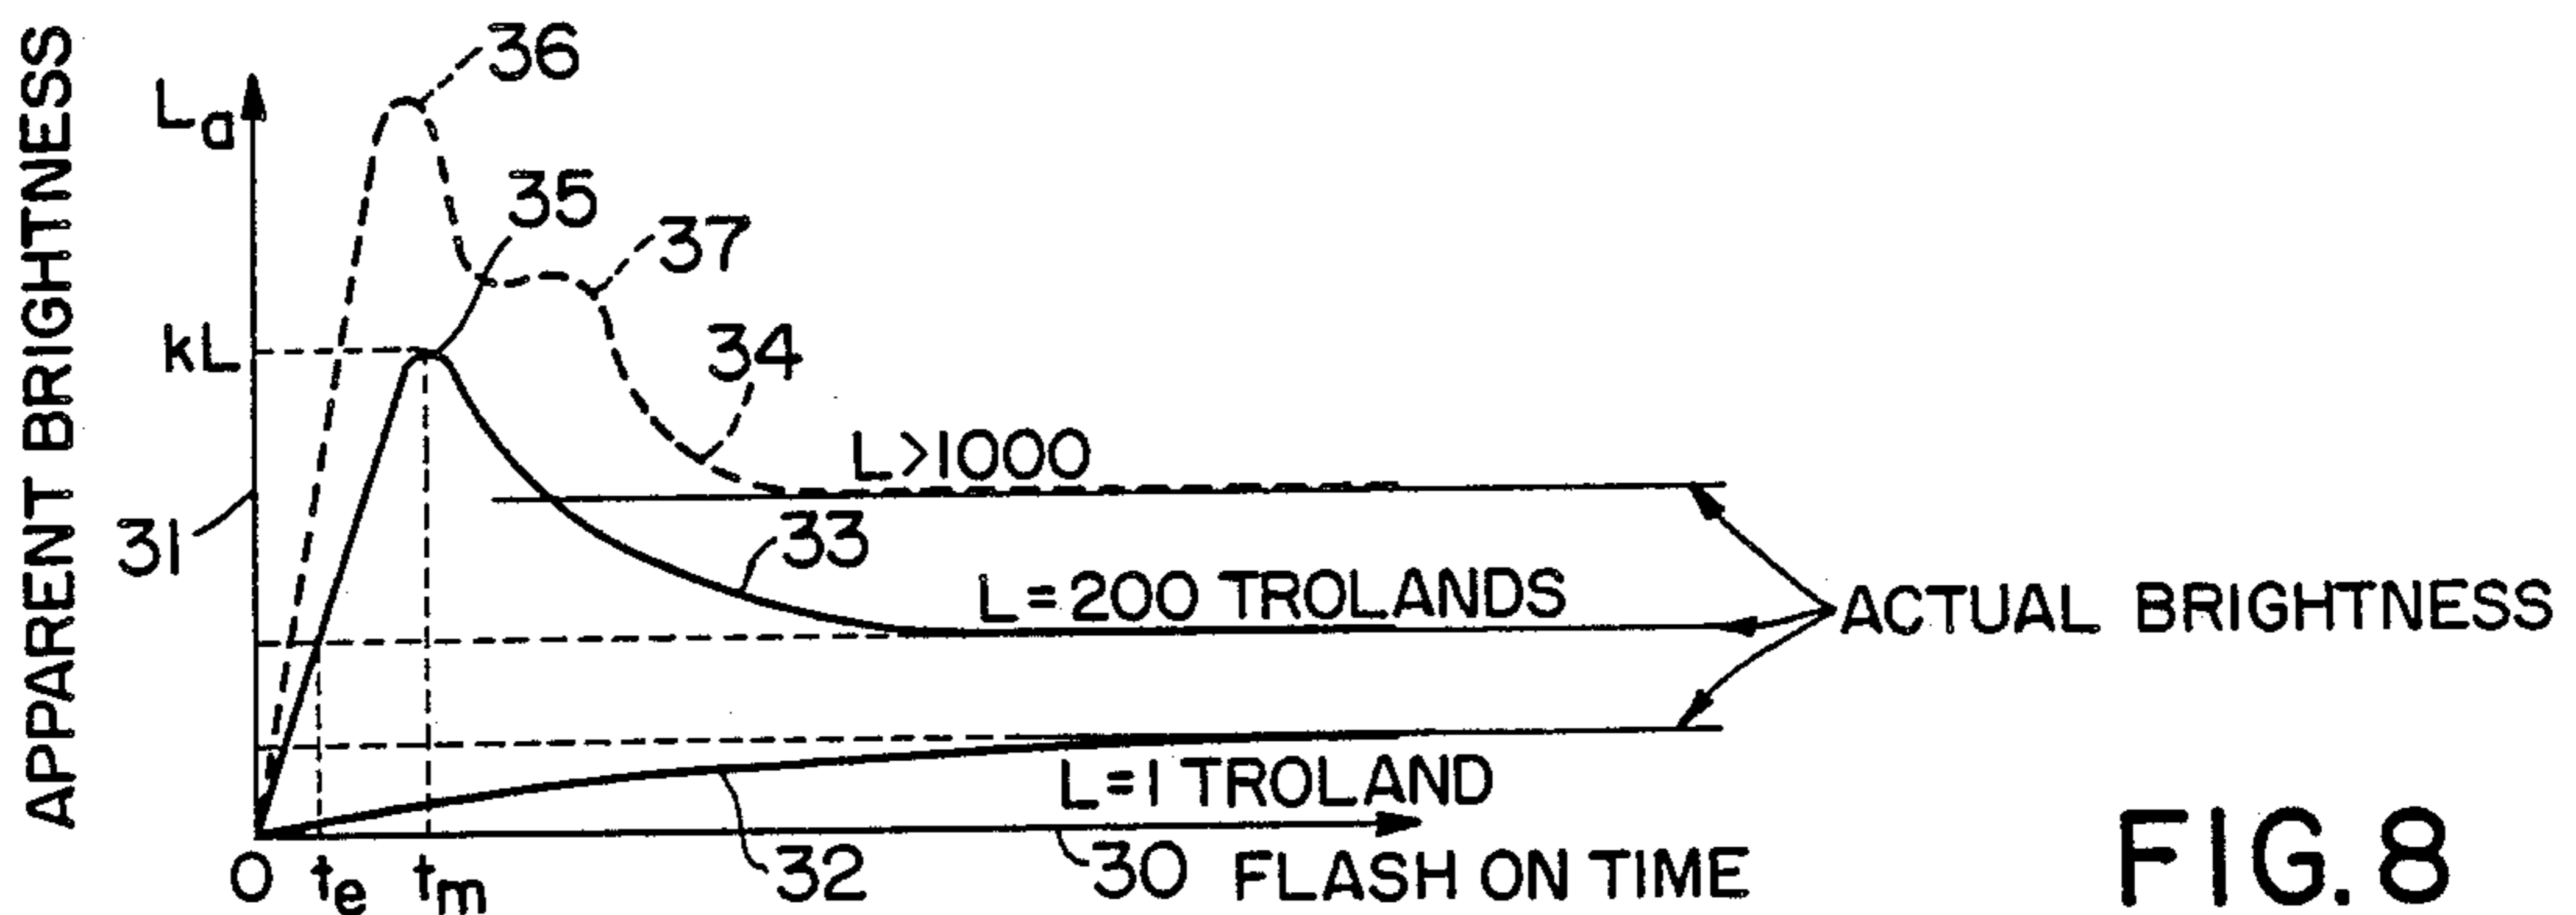 APPARENT BRIGHTNESS
La
36
35
37
kL
34
L>1000
31
33
L=200 TROLANDS
ACTUAL BRIGHTNESS
L=1 TROLAND
0 te tm
32
30
FLASH ON TIME
FIG. 8